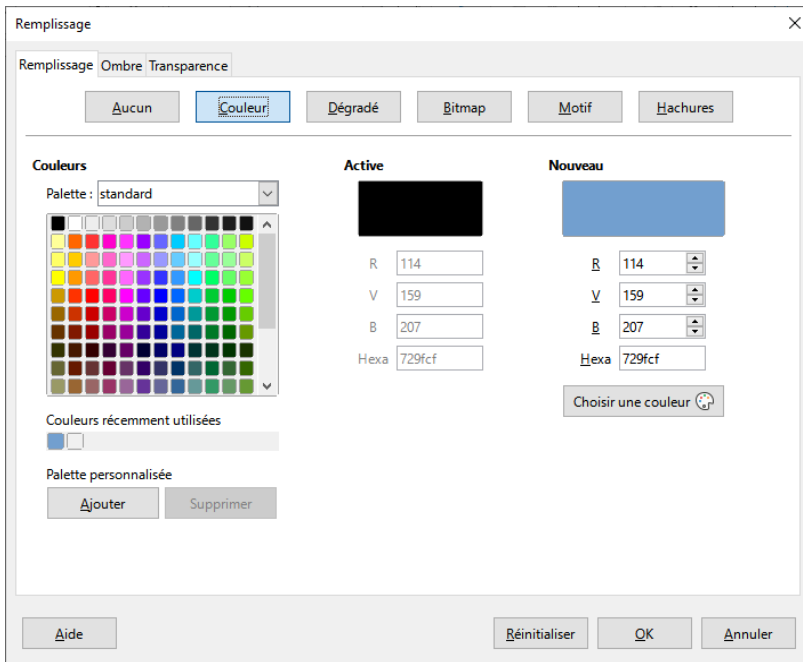 Remplissage
Remplissage Ombre Transparence
Aucun Couleur Dégradé Bitmap Motif Hachures
Couleurs Active Nouveau
Palette : standard
R 114 R 114
V 159 V 159
B 207 B 207
Hexa 729fcf Hexa 729fcf
Choisir une couleur
Couleurs récemment utilisées
Palette personnalisée
Ajouter Supprimer
Aide Réinitialiser OK Annuler